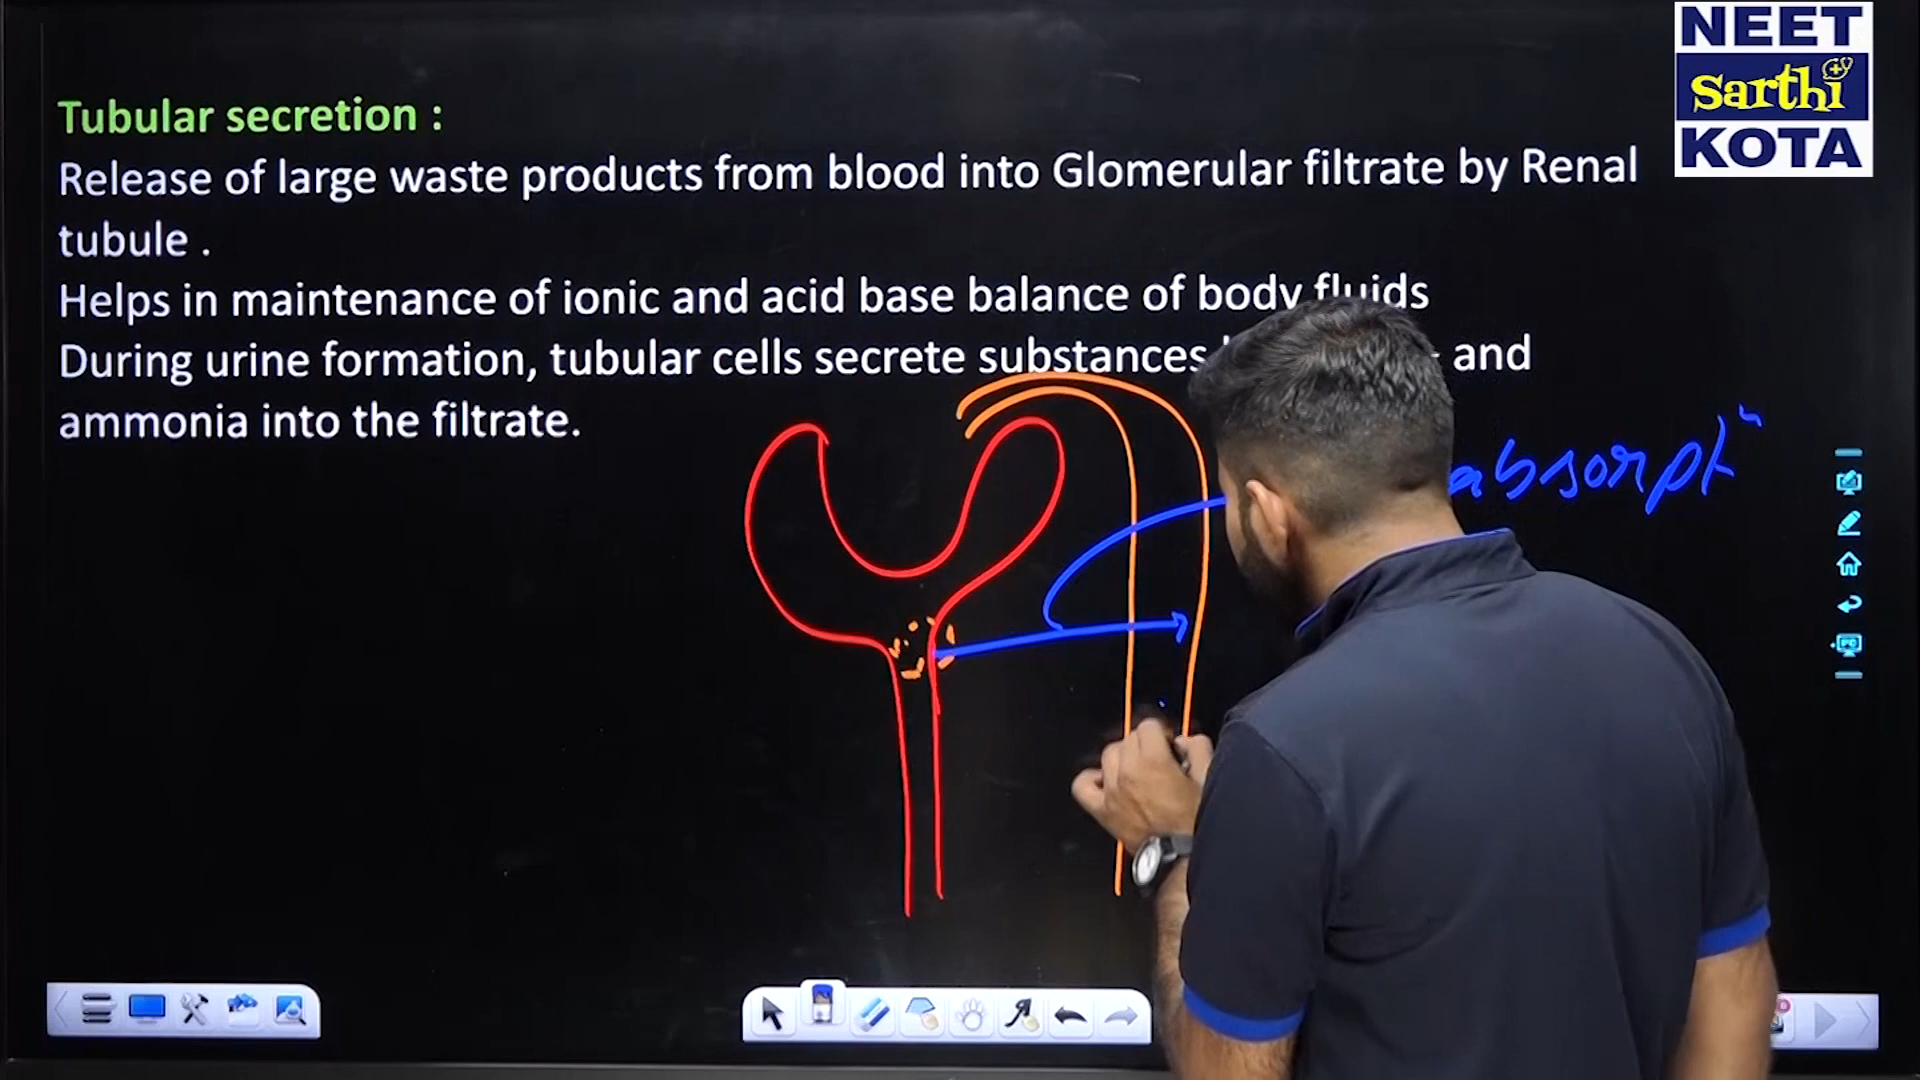 NEET
Sarthi
KOTA
Tubular secretion :
Release of large waste products from blood into Glomerular filtrate by Renal
tubule .
Helps in maintenance of ionic and acid base balance of body fluids
During urine formation, tubular cells secrete substances and
ammonia into the filtrate.
absorptn